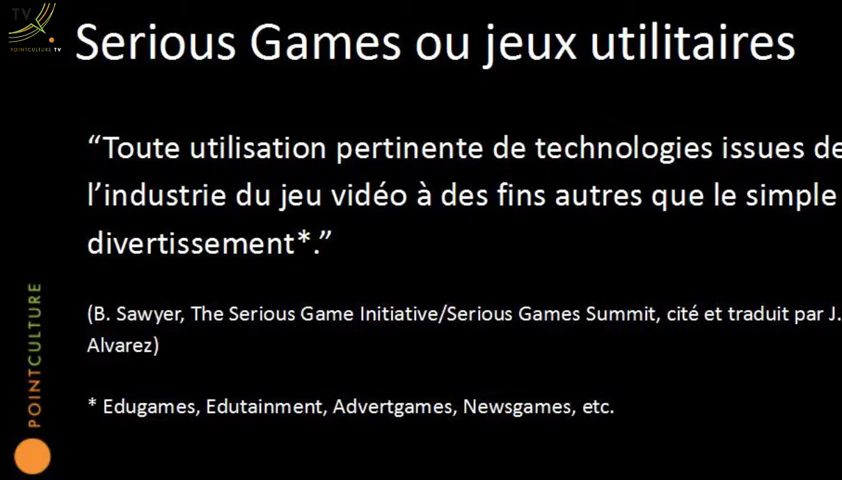 TV
POINTCULTURE TV
Serious Games ou jeux utilitaires
“Toute utilisation pertinente de technologies issues de
l’industrie du jeu vidéo à des fins autres que le simple
divertissement*.”
(B. Sawyer, The Serious Game Initiative/Serious Games Summit, cité et traduit par J.
Alvarez)
* Edugames, Edutainment, Advertgames, Newsgames, etc.
POINTCULTURE